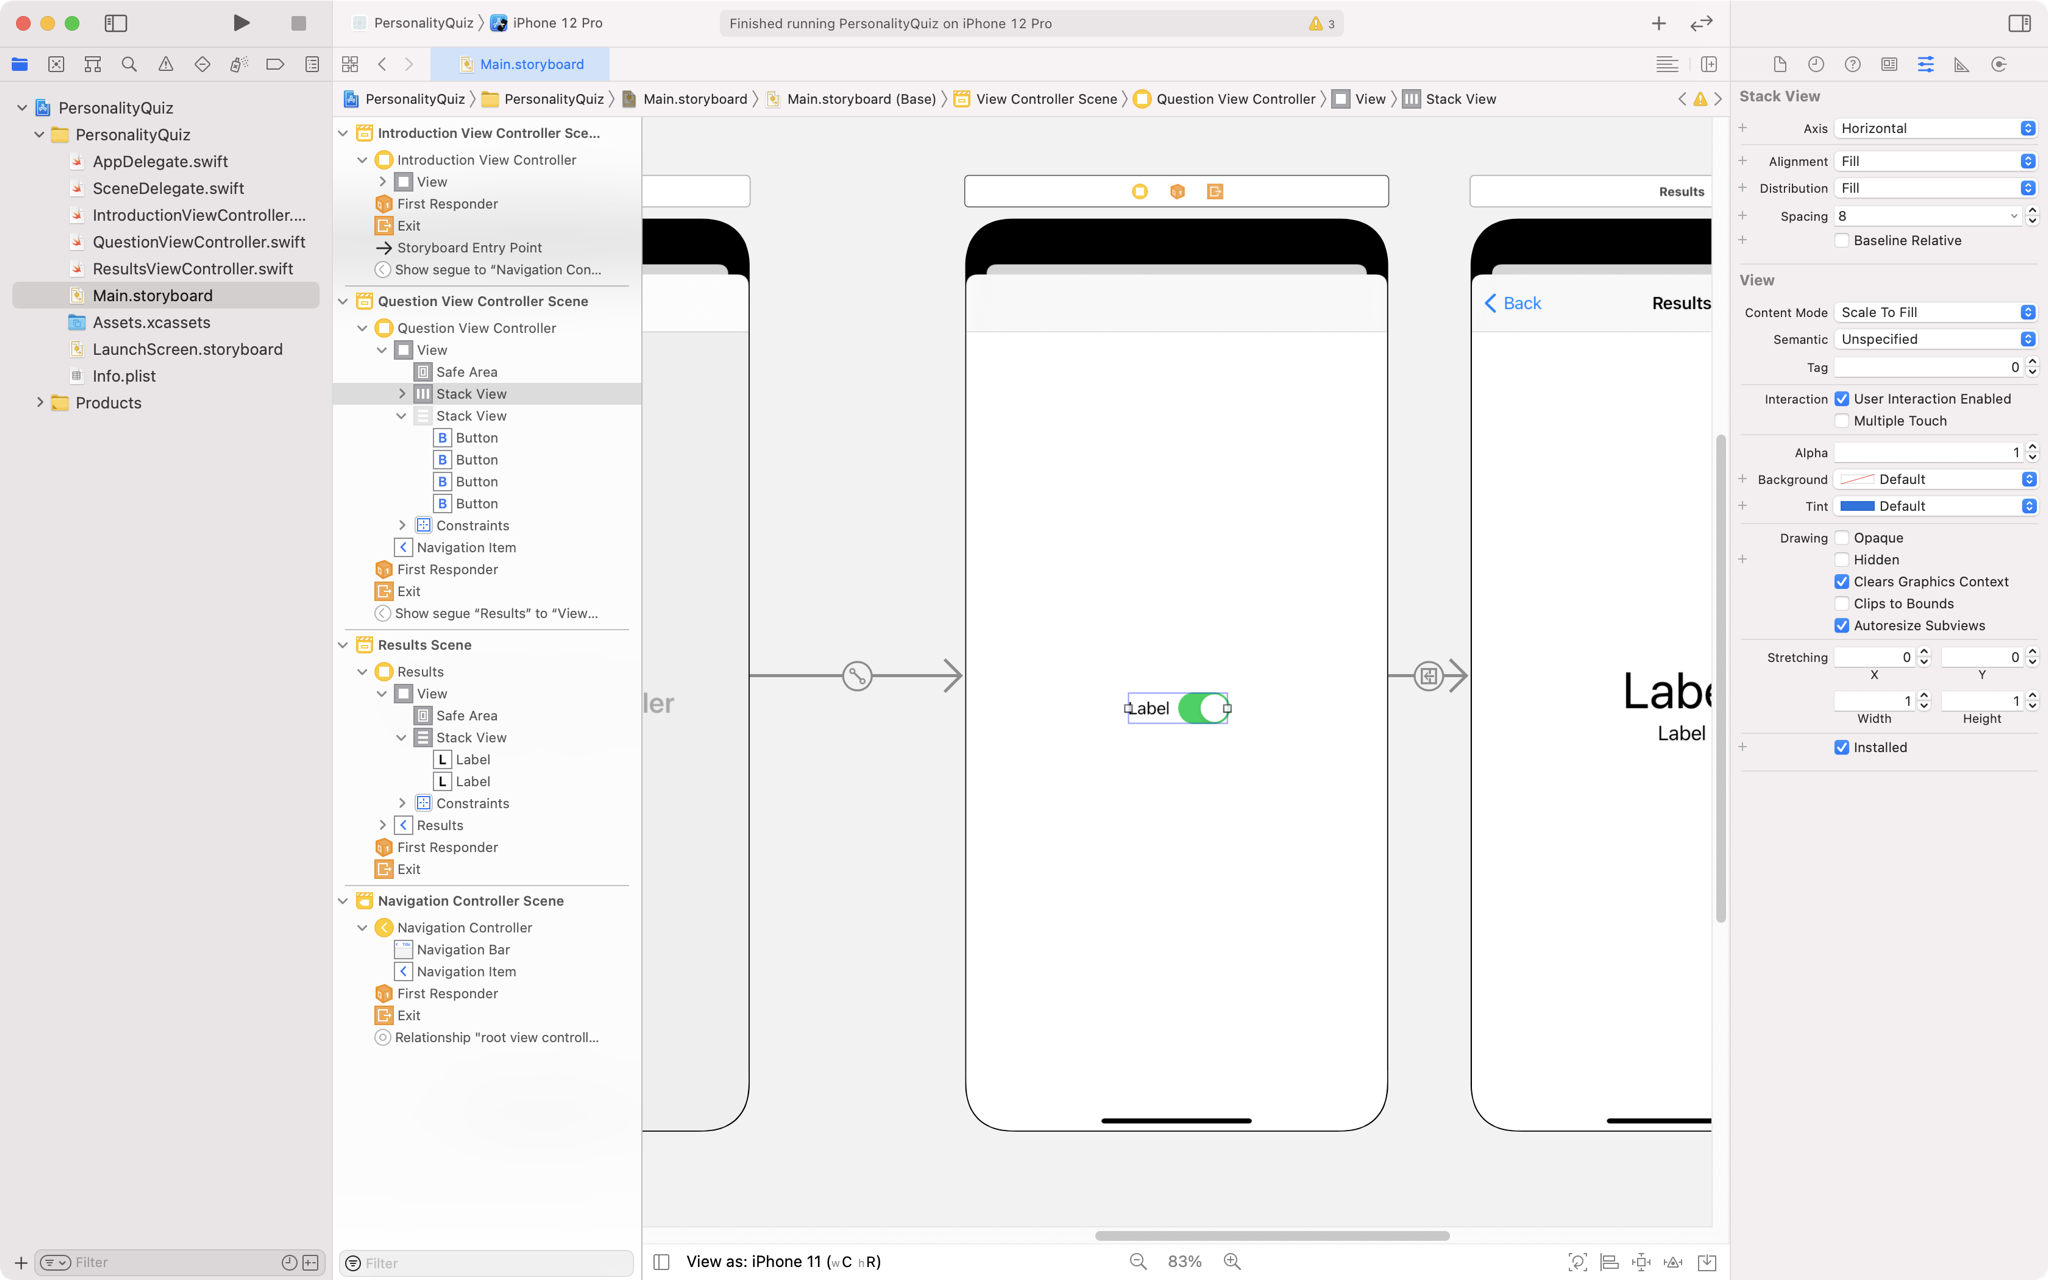 PersonalityQuiz 〉 iPhone 12 Pro
Finished running PersonalityQuiz on iPhone 12 Pro
3
Main.storyboard
PersonalityQuiz 〉 PersonalityQuiz 〉 Main.storyboard 〉 Main.storyboard (Base) 〉 View Controller Scene 〉 Question View Controller 〉 View 〉 Stack View
PersonalityQuiz
PersonalityQuiz
AppDelegate.swift
SceneDelegate.swift
IntroductionViewController....
QuestionViewController.swift
ResultsViewController.swift
Main.storyboard
Assets.xcassets
LaunchScreen.storyboard
Info.plist
Products
Filter
Introduction View Controller Sce...
Introduction View Controller
View
First Responder
Exit
Storyboard Entry Point
Show segue to “Navigation Con...
Question View Controller Scene
Question View Controller
View
Safe Area
Stack View
Stack View
B Button
B Button
B Button
B Button
Constraints
Navigation Item
First Responder
Exit
Show segue “Results” to “View...
Results Scene
Results
View
Safe Area
Stack View
L Label
L Label
Constraints
Results
First Responder
Exit
Navigation Controller Scene
Navigation Controller
Navigation Bar
Navigation Item
First Responder
Exit
Relationship "root view controll...
Filter
ller
Label
Results
Back
Results
Labe
Label
View as: iPhone 11 (wC hR)
83%
Stack View
Axis Horizontal
Alignment Fill
Distribution Fill
Spacing 8
Baseline Relative
View
Content Mode Scale To Fill
Semantic Unspecified
Tag 0
Interaction User Interaction Enabled
Multiple Touch
Alpha 1
Background Default
Tint Default
Drawing Opaque
Hidden
Clears Graphics Context
Clips to Bounds
Autoresize Subviews
Stretching 0 0
X Y
1 1
Width Height
Installed